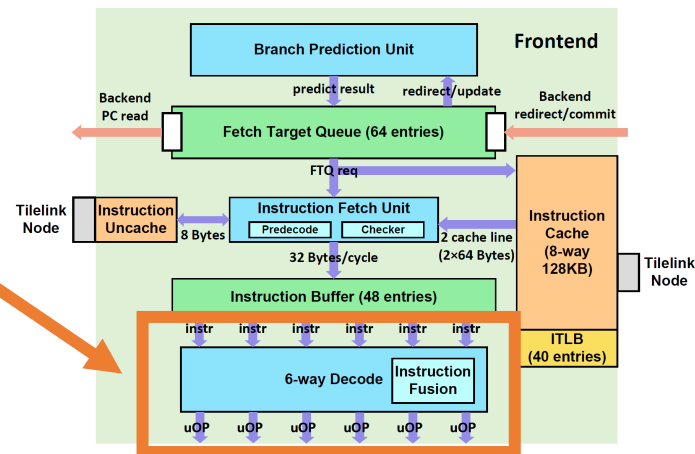 Frontend
Branch Prediction Unit
predict result
redirect/update
Backend
PC read
Backend
redirect/commit
Fetch Target Queue (64 entries)
FTQ req
Tilelink
Node
Instruction
Uncache
8 Bytes
Instruction Fetch Unit
Predecode
Checker
2 cache line
(2×64 Bytes)
Instruction
Cache
(8-way
128KB)
Tilelink
Node
32 Bytes/cycle
Instruction Buffer (48 entries)
ITLB
(40 entries)
instr instr instr instr instr instr
6-way Decode
Instruction
Fusion
uOP uOP uOP uOP uOP uOP